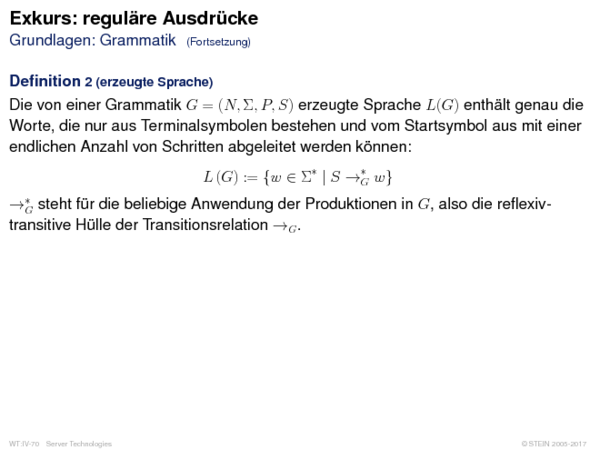 Exkurs: reguläre Ausdrücke
Grundlagen: Grammatik (Fortsetzung)
Definition 2 (erzeugte Sprache)
Die von einer Grammatik G = (N, Σ, P, S) erzeugte Sprache L(G) enthält genau die
Worte, die nur aus Terminalsymbolen bestehen und vom Startsymbol aus mit einer
endlichen Anzahl von Schritten abgeleitet werden können:
L (G) := {w ∈ Σ* | S →*_G w}
→*_G steht für die beliebige Anwendung der Produktionen in G, also die reflexiv-
transitive Hülle der Transitionsrelation →_G.
WT:IV-70 Server Technologies
© STEIN 2005-2017